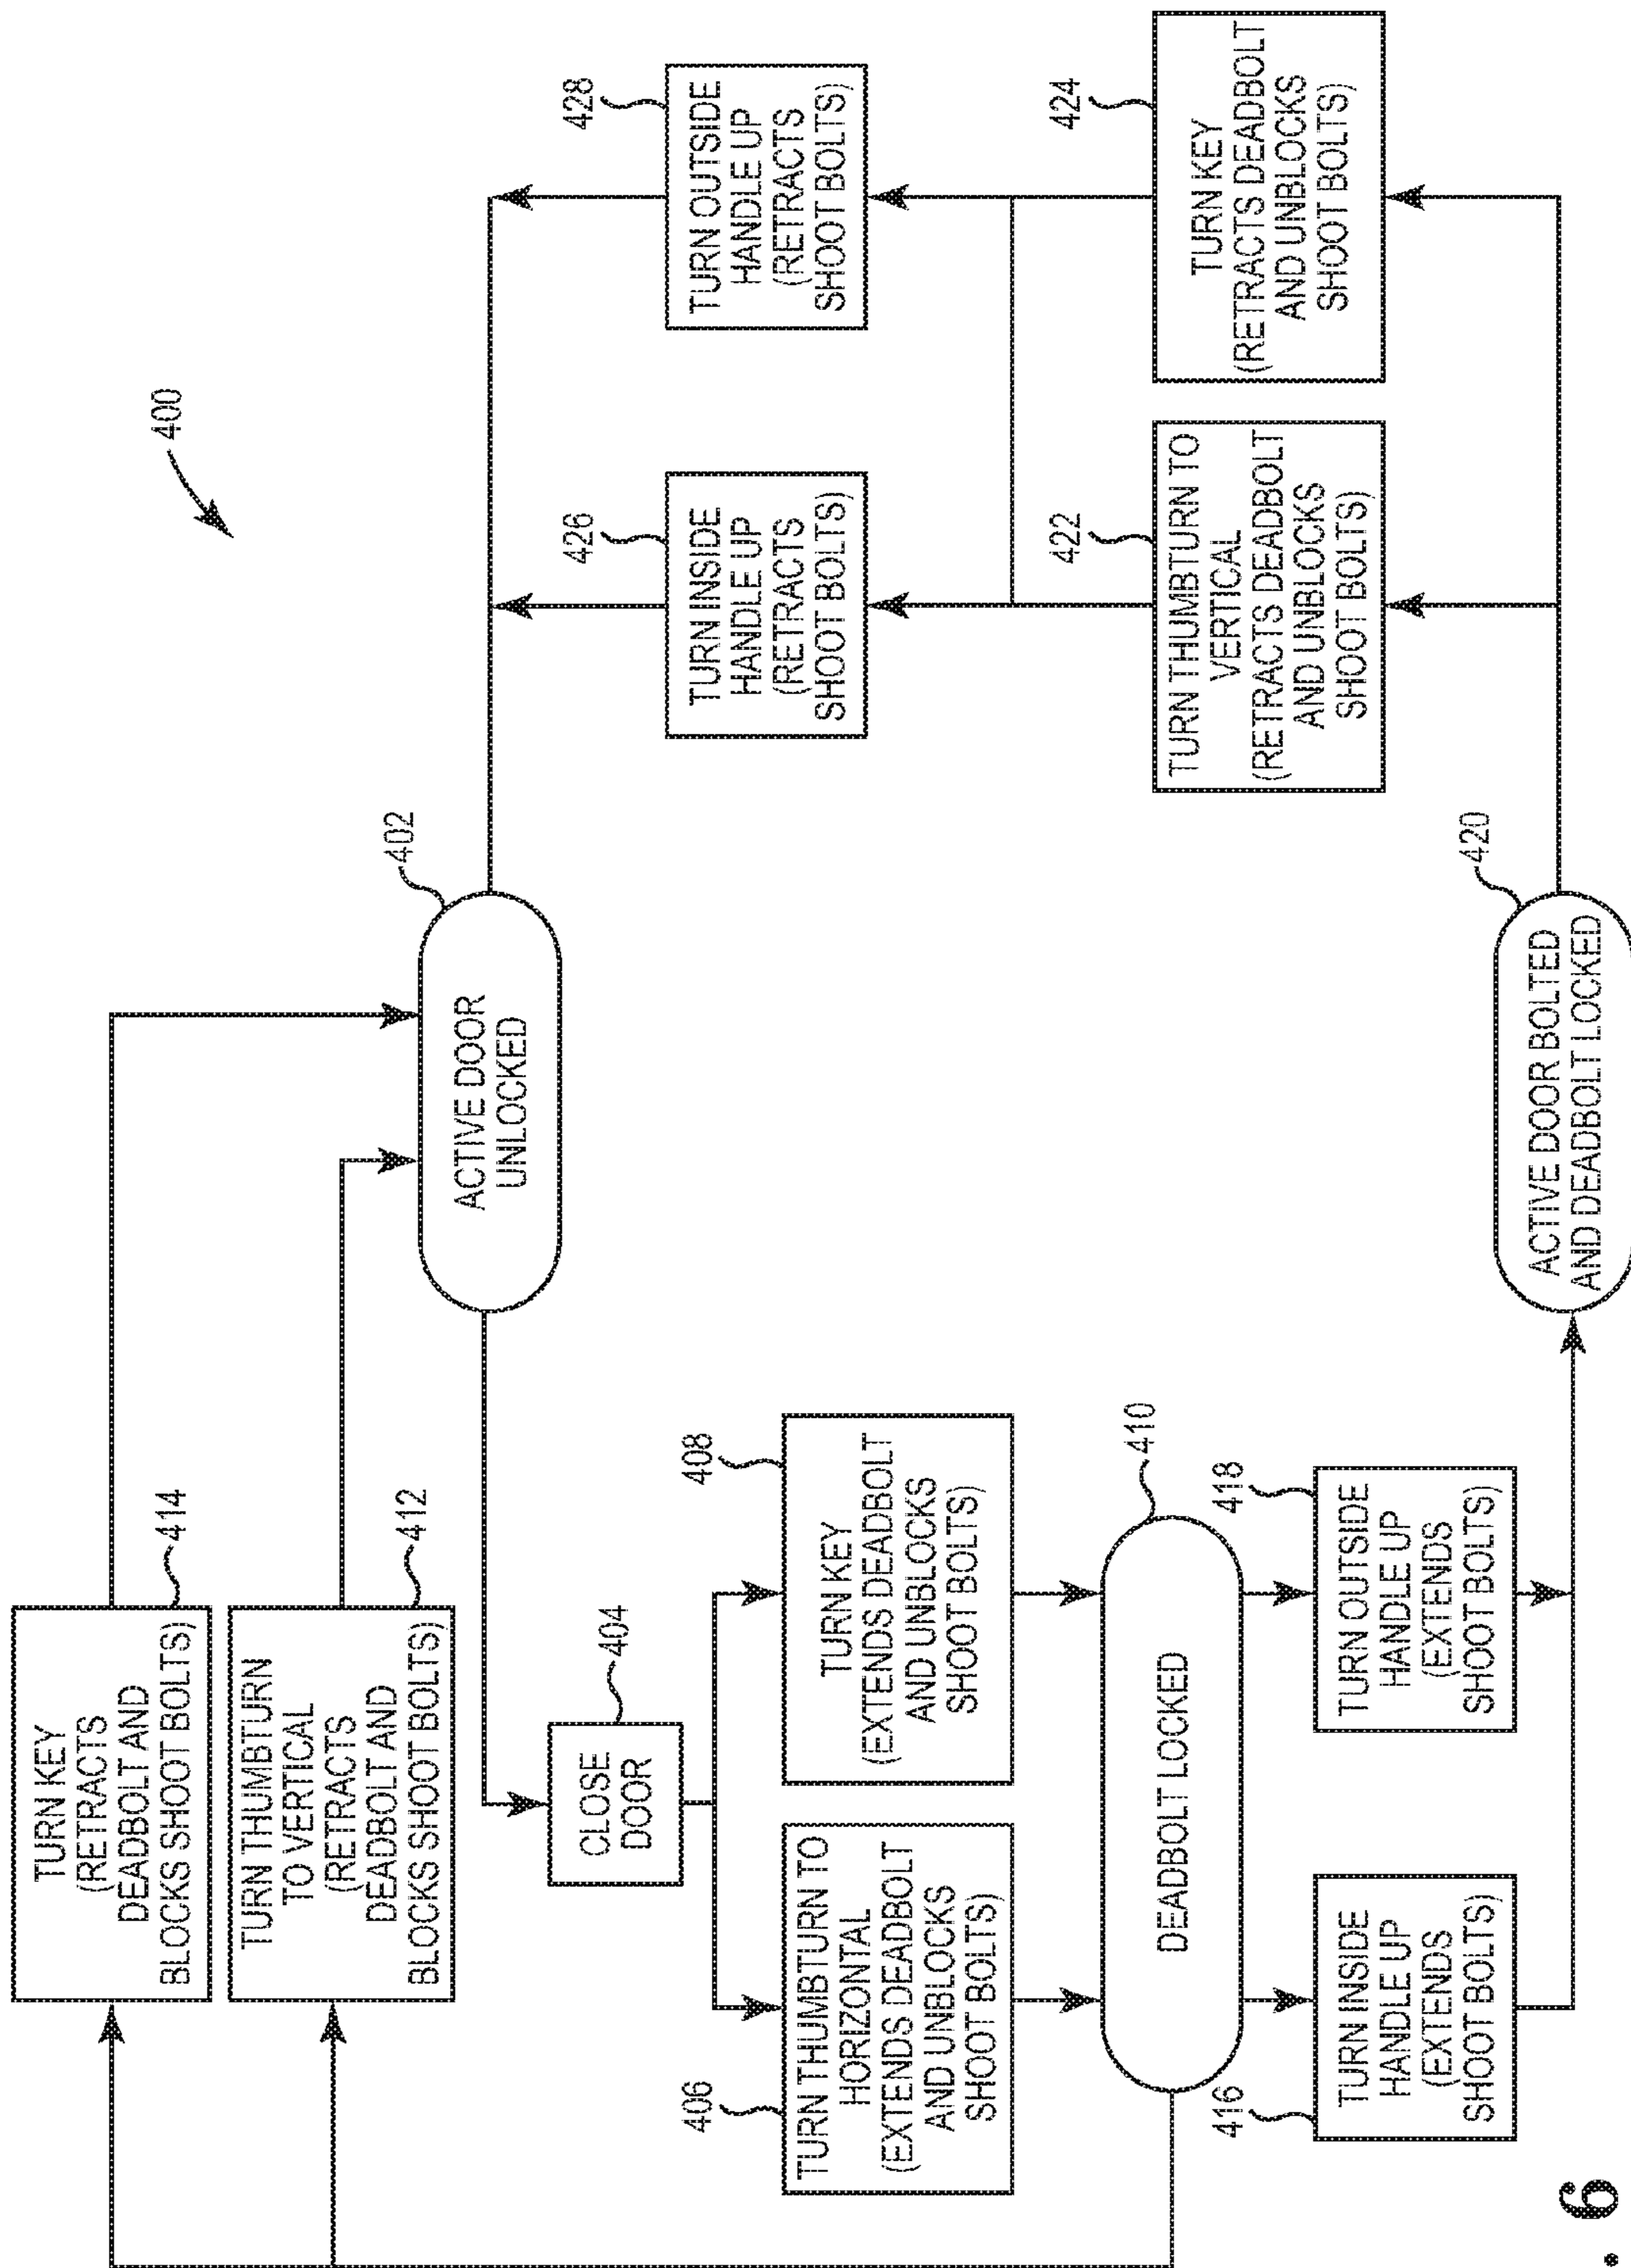 400
TURN KEY
(RETRACTS
DEADBOLT AND
BLOCKS SHOOT BOLTS)
414
TURN THUMBTURN
TO VERTICAL
(RETRACTS
DEADBOLT AND
BLOCKS SHOOT BOLTS)
412
402
ACTIVE DOOR
UNLOCKED
404
CLOSE
DOOR
406
TURN THUMBTURN TO
HORIZONTAL
(EXTENDS DEADBOLT
AND UNBLOCKS
SHOOT BOLTS)
408
TURN KEY
(EXTENDS DEADBOLT
AND UNBLOCKS
SHOOT BOLTS)
410
DEADBOLT LOCKED
416
TURN INSIDE
HANDLE UP
(EXTENDS
SHOOT BOLTS)
418
TURN OUTSIDE
HANDLE UP
(EXTENDS
SHOOT BOLTS)
420
ACTIVE DOOR BOLTED
AND DEADBOLT LOCKED
426
TURN INSIDE
HANDLE UP
(RETRACTS
SHOOT BOLTS)
428
TURN OUTSIDE
HANDLE UP
(RETRACTS
SHOOT BOLTS)
422
TURN THUMBTURN TO
VERTICAL
(RETRACTS DEADBOLT
AND UNBLOCKS
SHOOT BOLTS)
424
TURN KEY
(RETRACTS DEADBOLT
AND UNBLOCKS
SHOOT BOLTS)
. 6